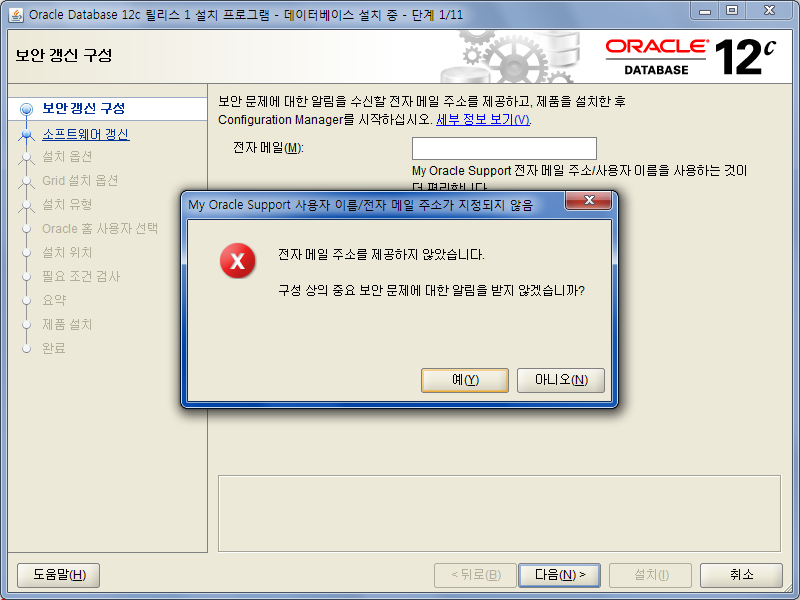 Oracle Database 12c 릴리스 1 설치 프로그램 - 데이터베이스 설치 중 - 단계 1/11
보안 갱신 구성
ORACLE®
DATABASE
12c
보안 갱신 구성
소프트웨어 갱신
설치 옵션
Grid 설치 옵션
설치 유형
Oracle 홈 사용자 선택
설치 위치
필요 조건 검사
요약
제품 설치
완료
보안 문제에 대한 알림을 수신할 전자 메일 주소를 제공하고, 제품을 설치한 후
Configuration Manager를 시작하십시오. 세부 정보 보기(V).
전자 메일(M):
My Oracle Support 전자 메일 주소/사용자 이름을 사용하는 것이
더 편리합니다.
My Oracle Support 사용자 이름/전자 메일 주소가 지정되지 않음
전자 메일 주소를 제공하지 않았습니다.
구성 상의 중요 보안 문제에 대한 알림을 받지 않겠습니까?
예(Y)
아니오(N)
도움말(H)
< 뒤로(B)
다음(N) >
설치(I)
취소